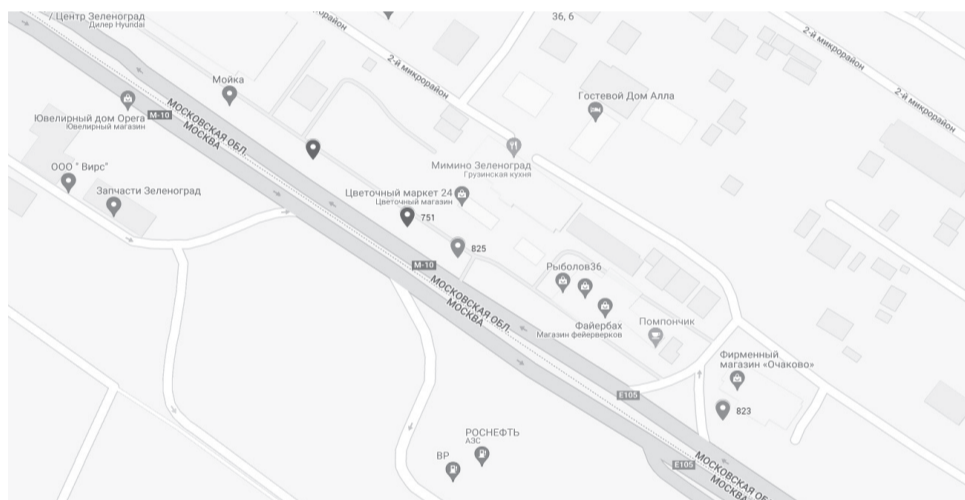 / Центр Зеленоград
Дилер Hyundai
36, 6
2-й микрорайон
2-й микрорайон
2-й микрорайон
Мойка
Гостевой Дом Алла
Ювелирный дом Орега
Ювелирный магазин
М-10
МОСКОВСКАЯ ОБЛ.
МОСКВА
Мимино Зеленоград
Грузинская кухня
ООО " Вирс"
Запчасти Зеленоград
Цветочный маркет 24
Цветочный магазин
751
825
М-10
МОСКОВСКАЯ ОБЛ.
МОСКВА
Рыболов36
Файербах
Магазин фейерверков
Помпончик
Фирменный
магазин «Очаково»
E105
823
РОСНЕФТЬ
АЗС
BP
E105
МОСКОВСКАЯ ОБЛ.
МОСКВА